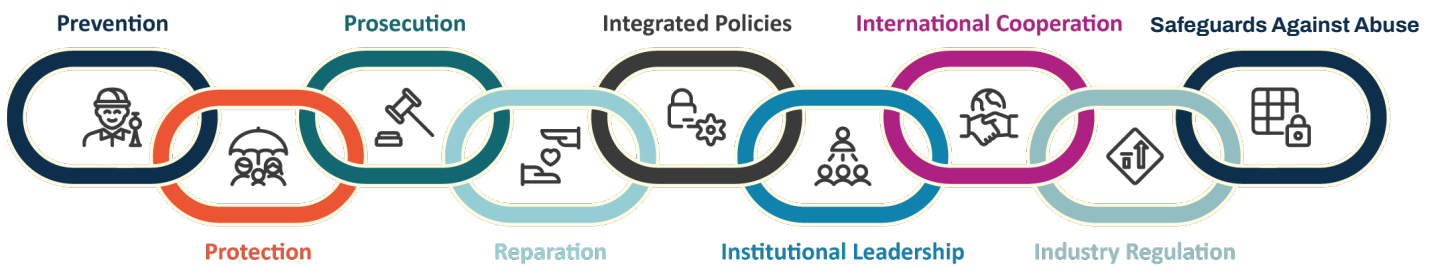 Prevention
Prosecution
Integrated Policies
International Cooperation
Safeguards Against Abuse
Protection
Reparation
Institutional Leadership
Industry Regulation